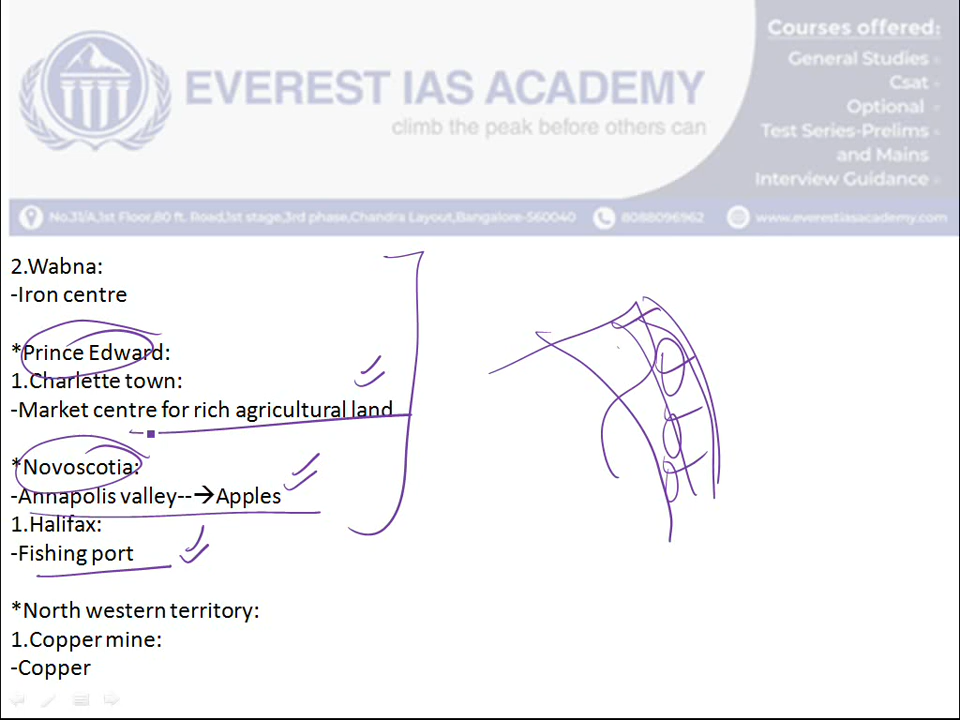 EVEREST IAS ACADEMY
climb the peak before others can
Courses offered:
General Studies
Csat
Optional
Test Series-Prelims
and Mains
Interview Guidance
No.31/A,1st Floor,80 ft. Road,1st stage,3rd phase,Chandra Layout,Bangalore-560040
8088096962
www.everestiasacademy.com
2.Wabna:
-Iron centre
*Prince Edward:
1.Charlette town:
-Market centre for rich agricultural land
*Novoscotia:
-Annapolis valley--→Apples
1.Halifax:
-Fishing port
*North western territory:
1.Copper mine:
-Copper